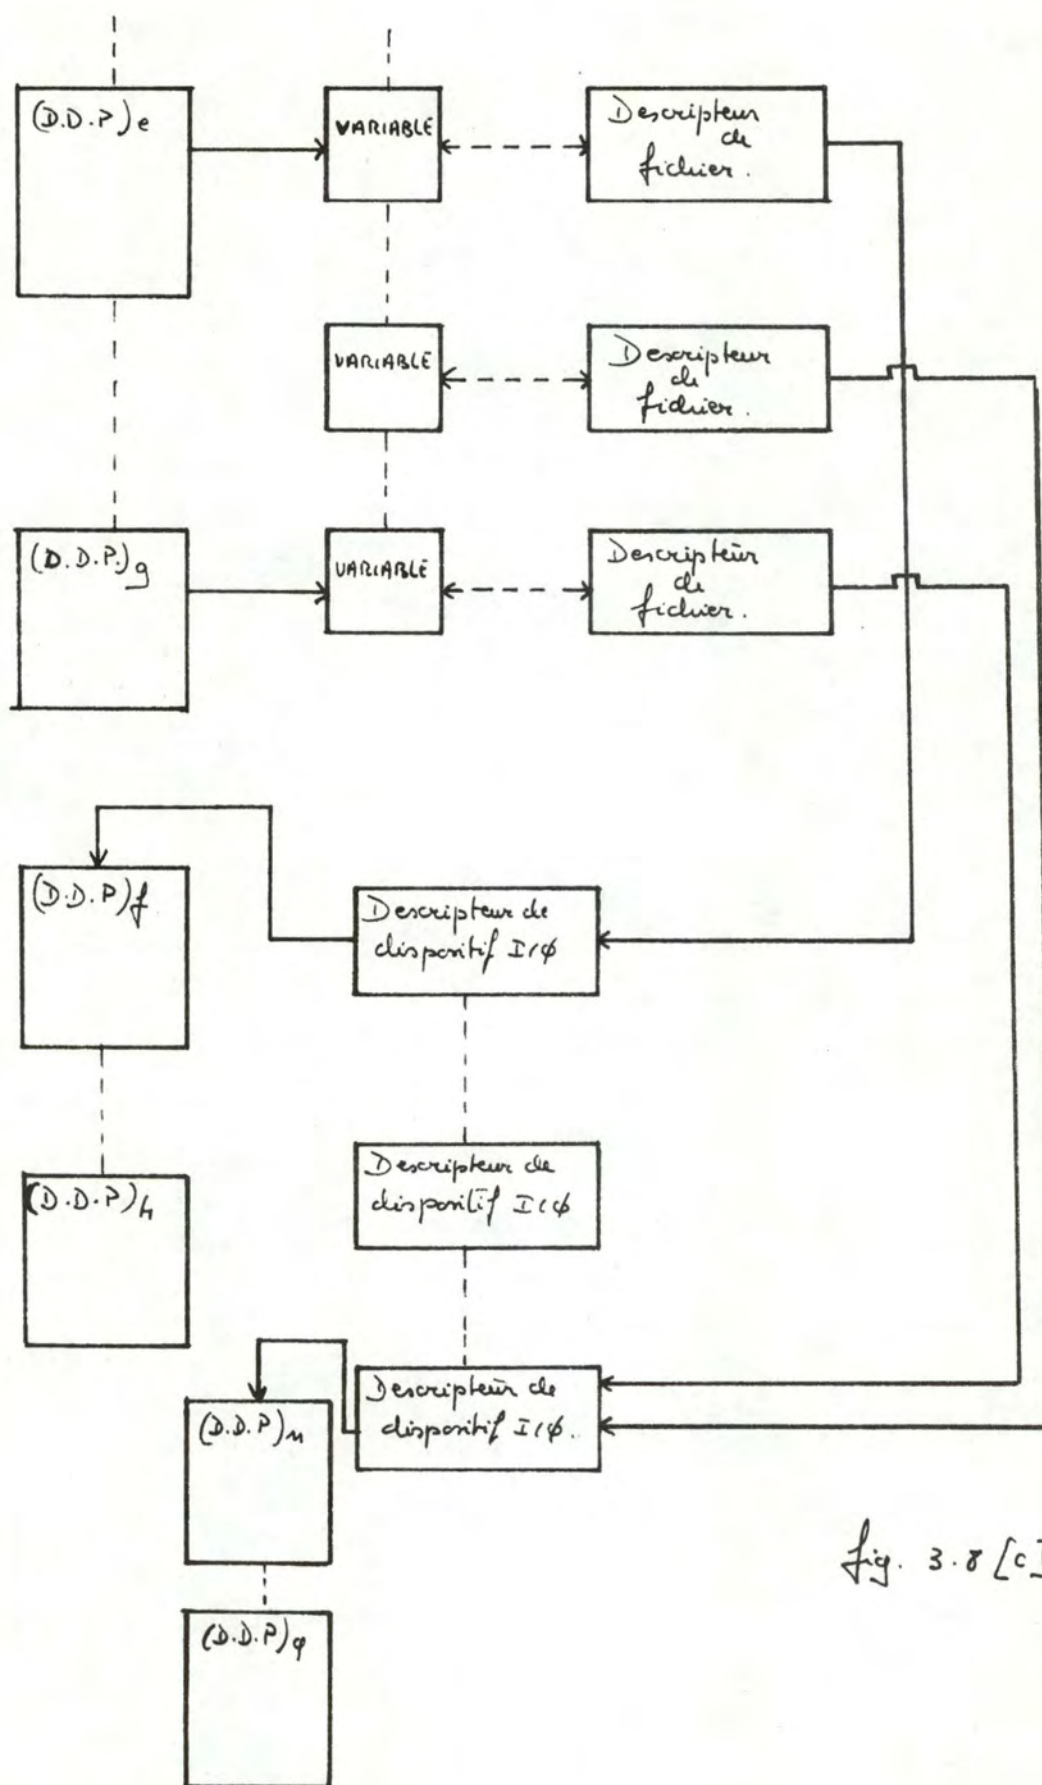 (D.D.P.)e
VARIABLE
Descripteur
de
fichier.
VARIABLE
Descripteur
de
fichier.
(D.D.P.)g
VARIABLE
Descripteur
de
fichier.
(D.D.P)f
Descripteur de
dispositif I/O
(D.D.P)h
Descripteur de
dispositif I/O
(D.D.P)n
Descripteur de
dispositif I/O.
(D.D.P)q
fig. 3.8 [c]